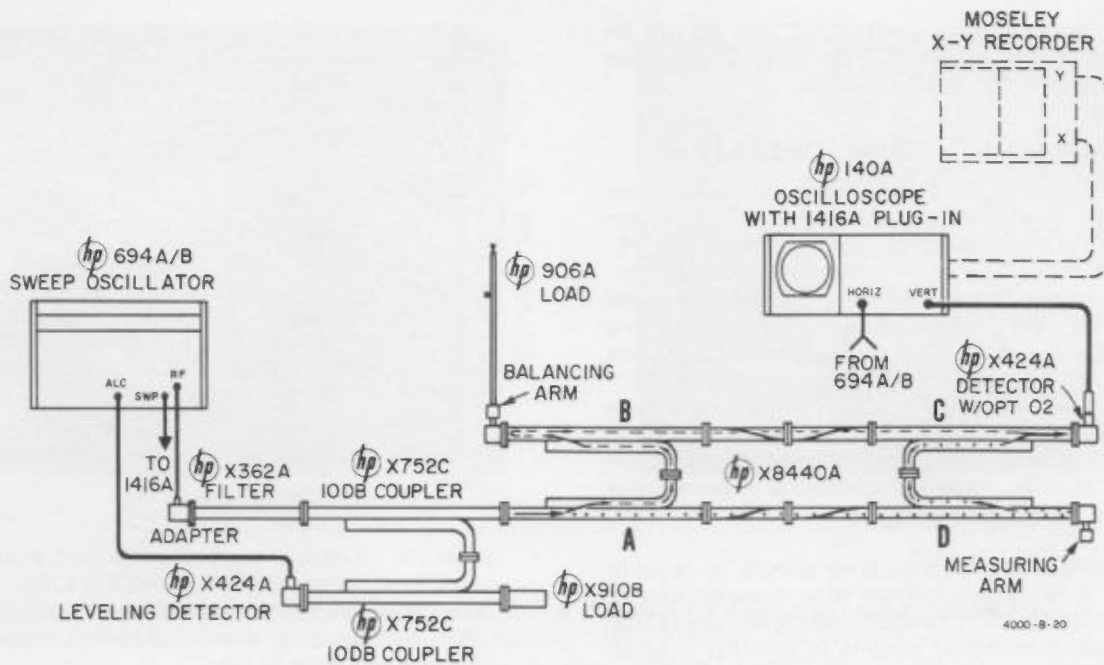 MOSELEY
X-Y RECORDER
Y
X
hp 140A
OSCILLOSCOPE
WITH 1416A PLUG-IN
HORIZ
VERT
FROM
694A/B
hp 694A/B
SWEEP OSCILLATOR
ALC
SWP
RF
TO
1416A
hp 906A
LOAD
BALANCING
ARM
hp X424A
DETECTOR
W/OPT 02
B
C
hp X362A
FILTER
hp X752C
10DB COUPLER
hp X8440A
ADAPTER
A
D
MEASURING
ARM
hp X424A
LEVELING DETECTOR
hp X910B
LOAD
hp X752C
10DB COUPLER
4000-8-20